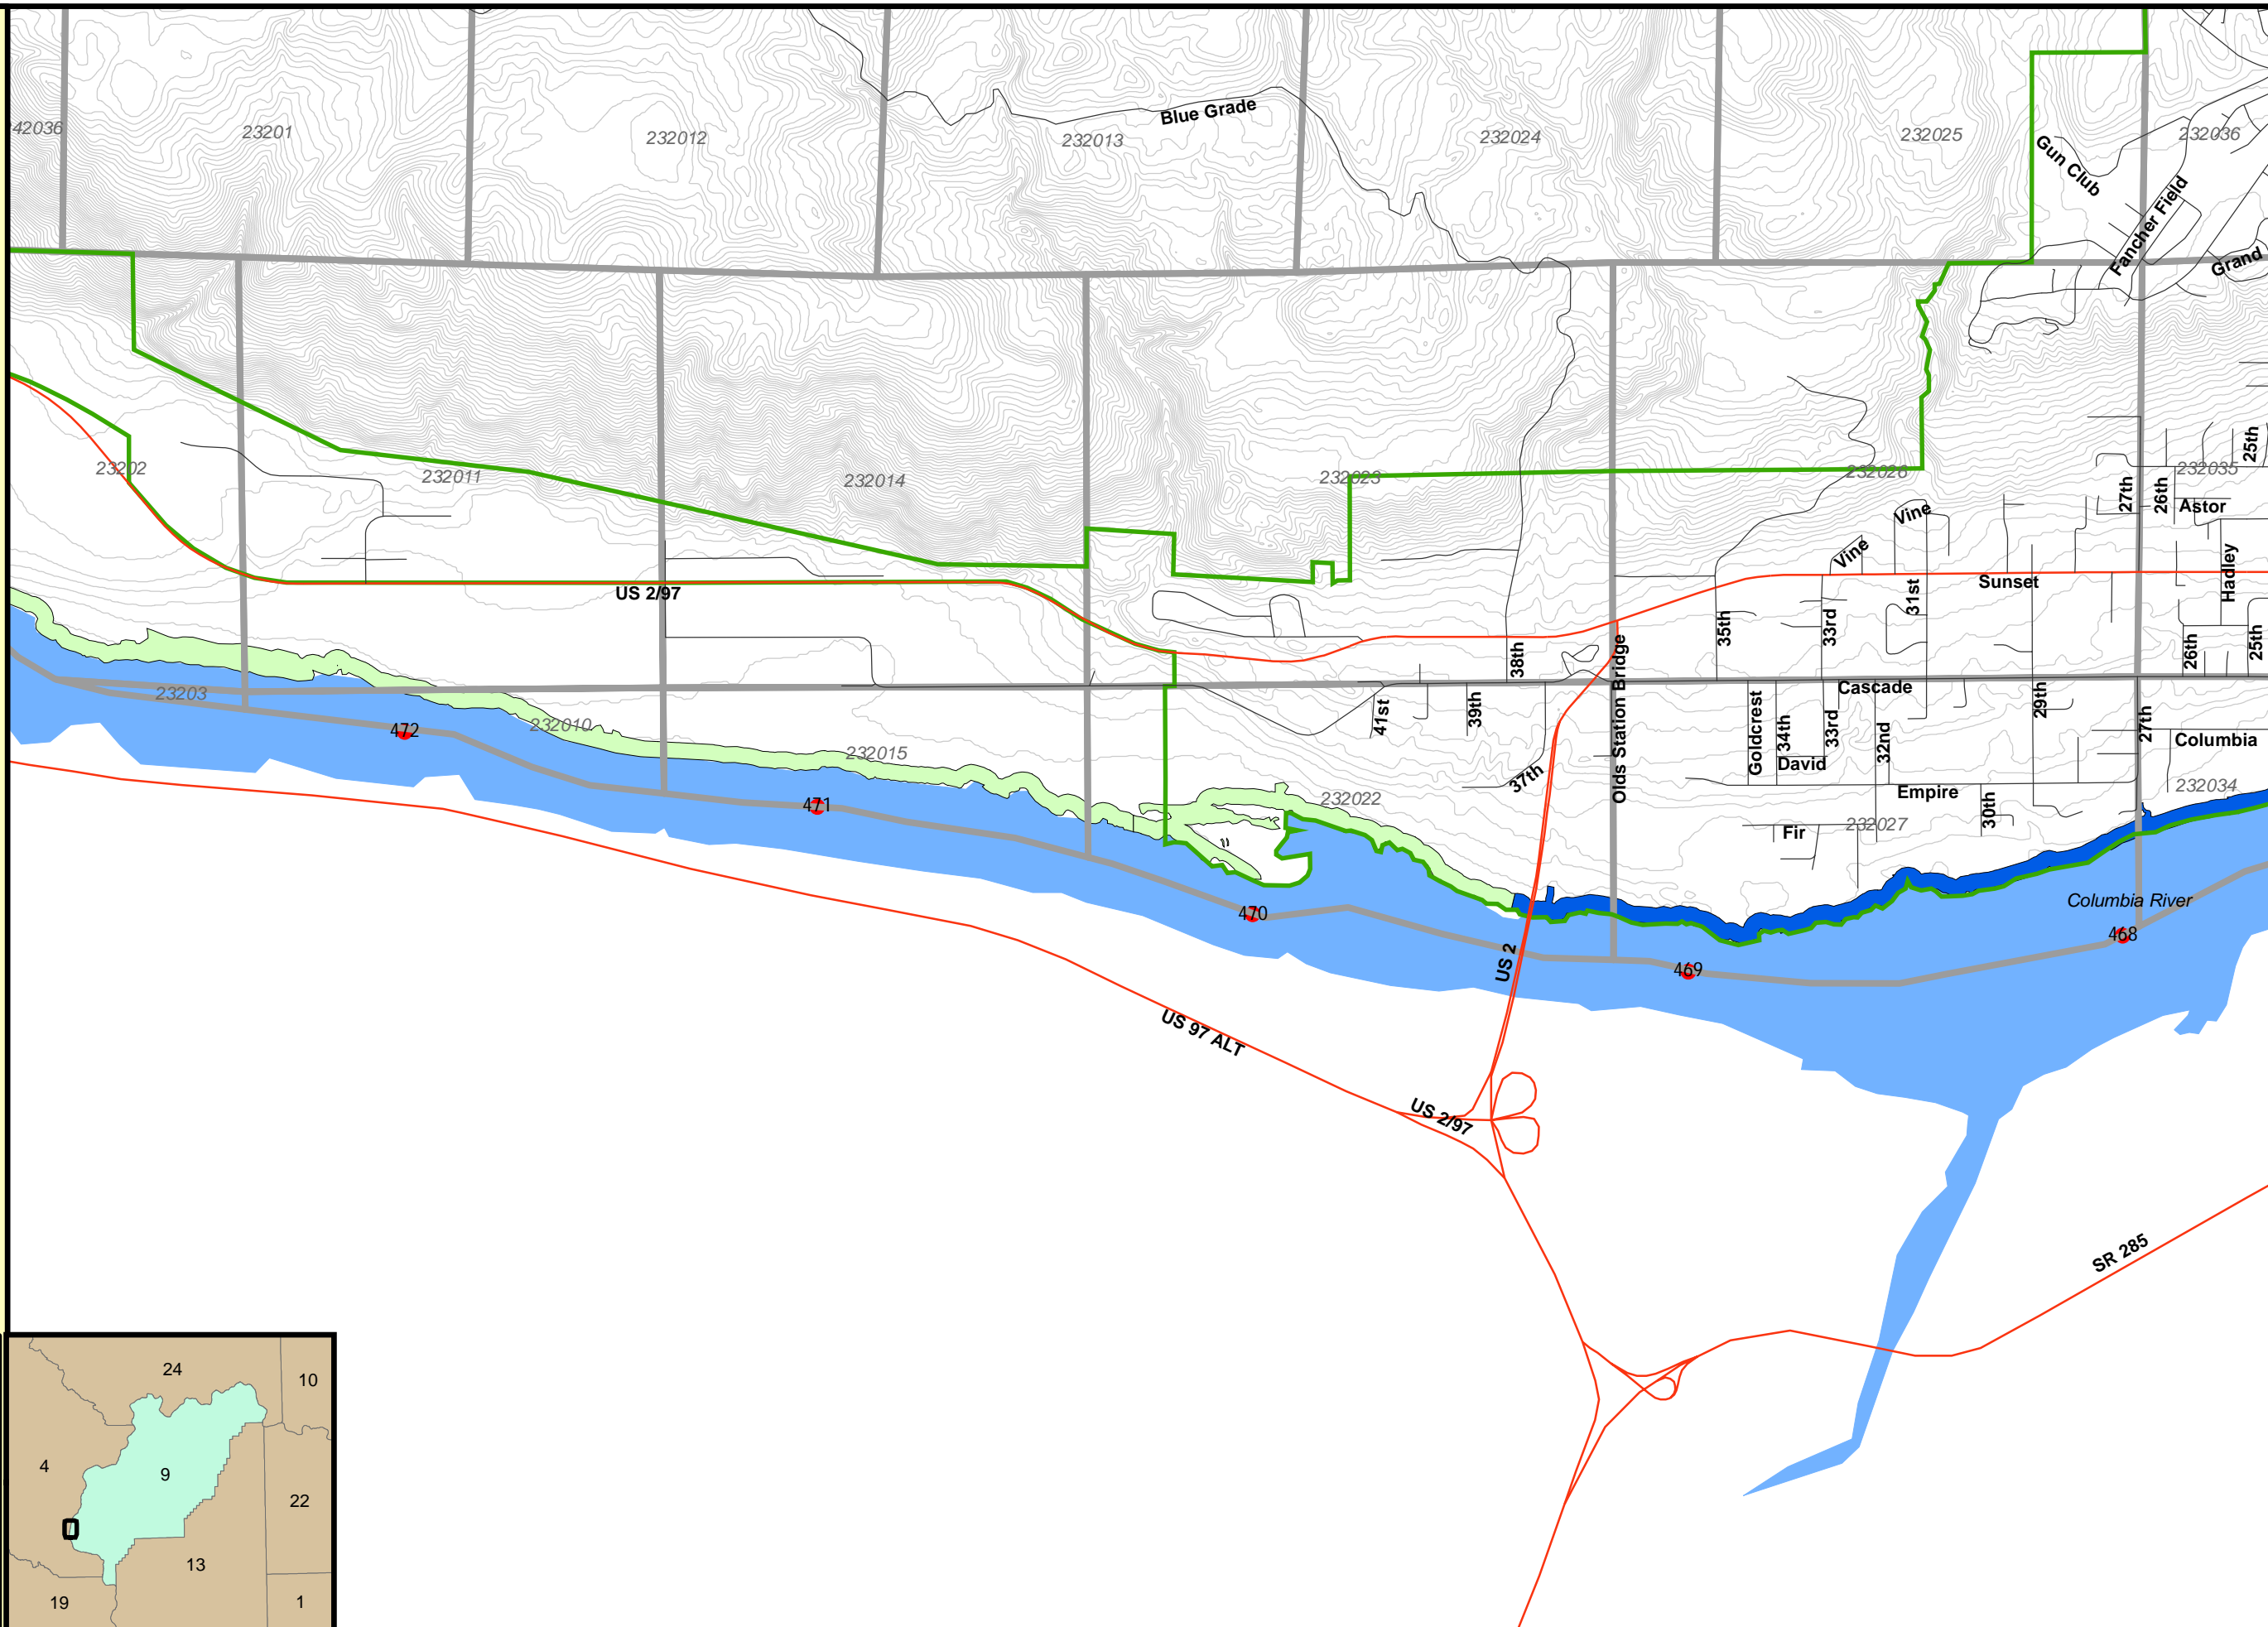 42036
23201
232012
232013
Blue Grade
232024
232025
232036
Gun Club
Fancher Field
Grand
23202
232011
232014
232023
232026
232035
25th
27th
26th
Astor
Vine
Vine
Hadley
US 2/97
Sunset
31st
33rd
35th
38th
26th
25th
Olds Station Bridge
23203
472
232010
232015
471
41st
39th
37th
232022
Goldcrest
34th
33rd
David
Cascade
32nd
29th
27th
Columbia
Empire
30th
232034
Fir
232027
Columbia River
470
469
468
US 2
US 97 ALT
US 2/97
SR 285
24
10
4
9
22
13
19
1